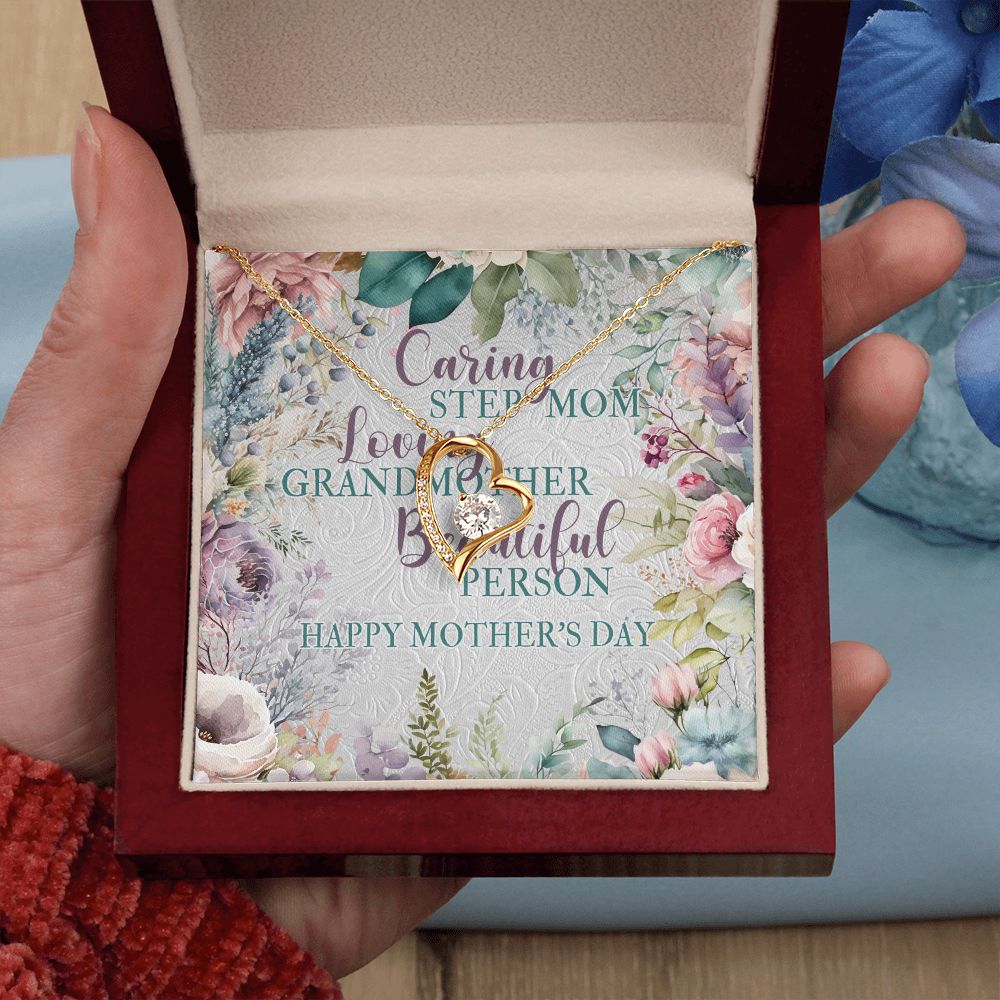 Caring
STEP MOM
Loving
GRANDMOTHER
Beautiful
PERSON
HAPPY MOTHER'S DAY